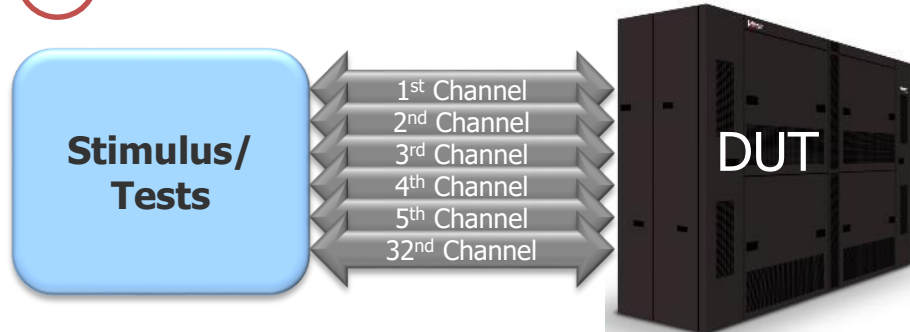 Stimulus/
Tests
1st Channel
2nd Channel
3rd Channel
4th Channel
5th Channel
32nd Channel
DUT